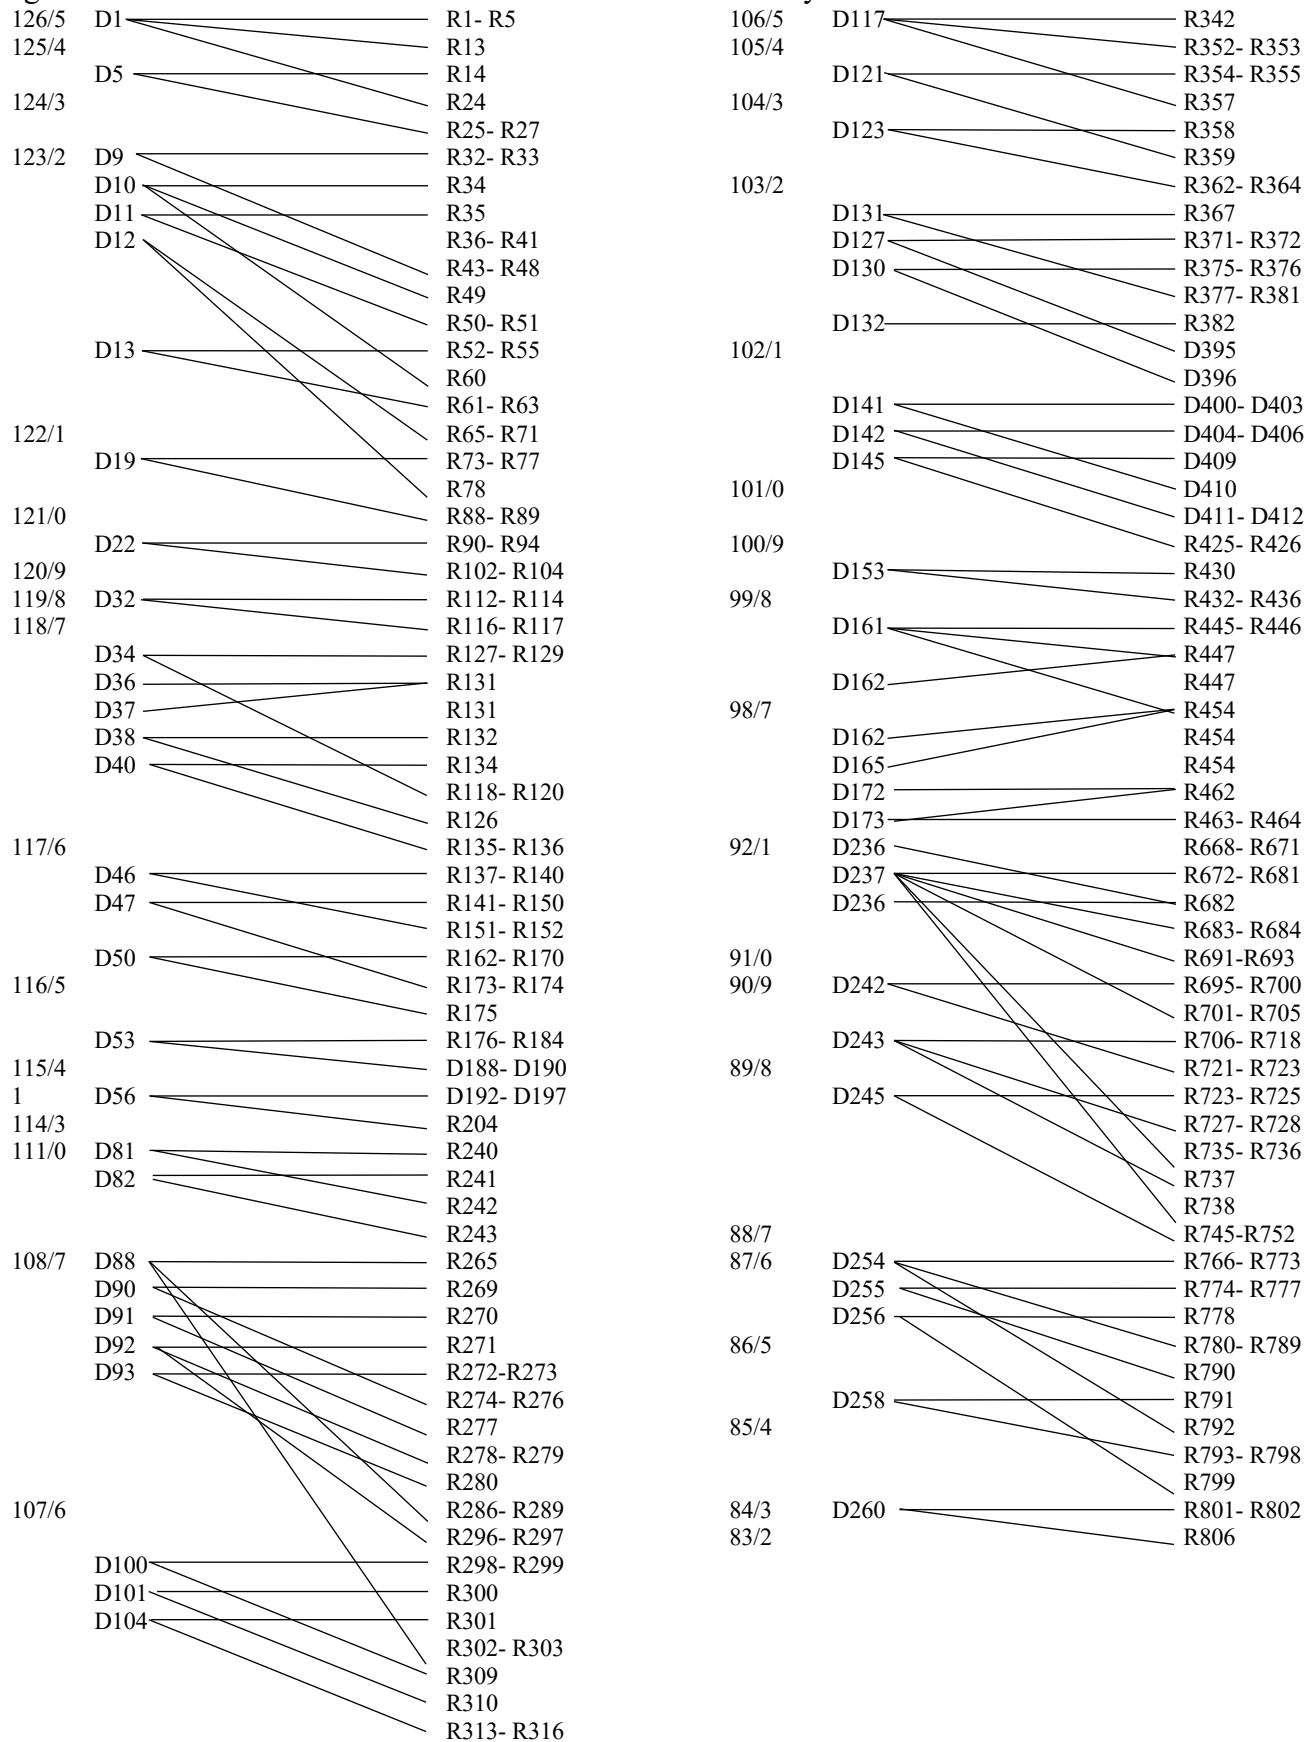 126/5 D1 R1- R5
125/4 R13
D5 R14
124/3 R24
R25- R27
123/2 D9 R32- R33
D10 R34
D11 R35
D12 R36- R41
R43- R48
R49
R50- R51
D13 R52- R55
R60
R61- R63
122/1 R65- R71
D19 R73- R77
R78
121/0 R88- R89
D22 R90- R94
120/9 R102- R104
119/8 D32 R112- R114
118/7 R116- R117
D34 R127- R129
D36 R131
D37 R131
D38 R132
D40 R134
R118- R120
R126
117/6 R135- R136
D46 R137- R140
D47 R141- R150
R151- R152
D50 R162- R170
116/5 R173- R174
R175
D53 R176- R184
115/4 D188- D190
1 D56 D192- D197
114/3 R204
111/0 D81 R240
D82 R241
R242
R243
108/7 D88 R265
D90 R269
D91 R270
D92 R271
D93 R272-R273
R274- R276
R277
R278- R279
R280
107/6 R286- R289
R296- R297
D100 R298- R299
D101 R300
D104 R301
R302- R303
R309
R310
R313- R316
106/5 D117 R342
105/4 R352- R353
D121 R354- R355
104/3 R357
D123 R358
R359
103/2 R362- R364
D131 R367
D127 R371- R372
D130 R375- R376
R377- R381
D132 R382
102/1 D395
D396
D141 D400- D403
D142 D404- D406
D145 D409
101/0 D410
D411- D412
100/9 R425- R426
D153 R430
99/8 R432- R436
D161 R445- R446
R447
D162 R447
98/7 R454
D162 R454
D165 R454
D172 R462
D173 R463- R464
92/1 D236 R668- R671
D237 R672- R681
D236 R682
R683- R684
91/0 R691-R693
90/9 D242 R695- R700
R701- R705
D243 R706- R718
89/8 R721- R723
D245 R723- R725
R727- R728
R735- R736
R737
R738
88/7 R745-R752
87/6 D254 R766- R773
D255 R774- R777
D256 R778
86/5 R780- R789
R790
D258 R791
85/4 R792
R793- R798
R799
84/3 D260 R801- R802
83/2 R806